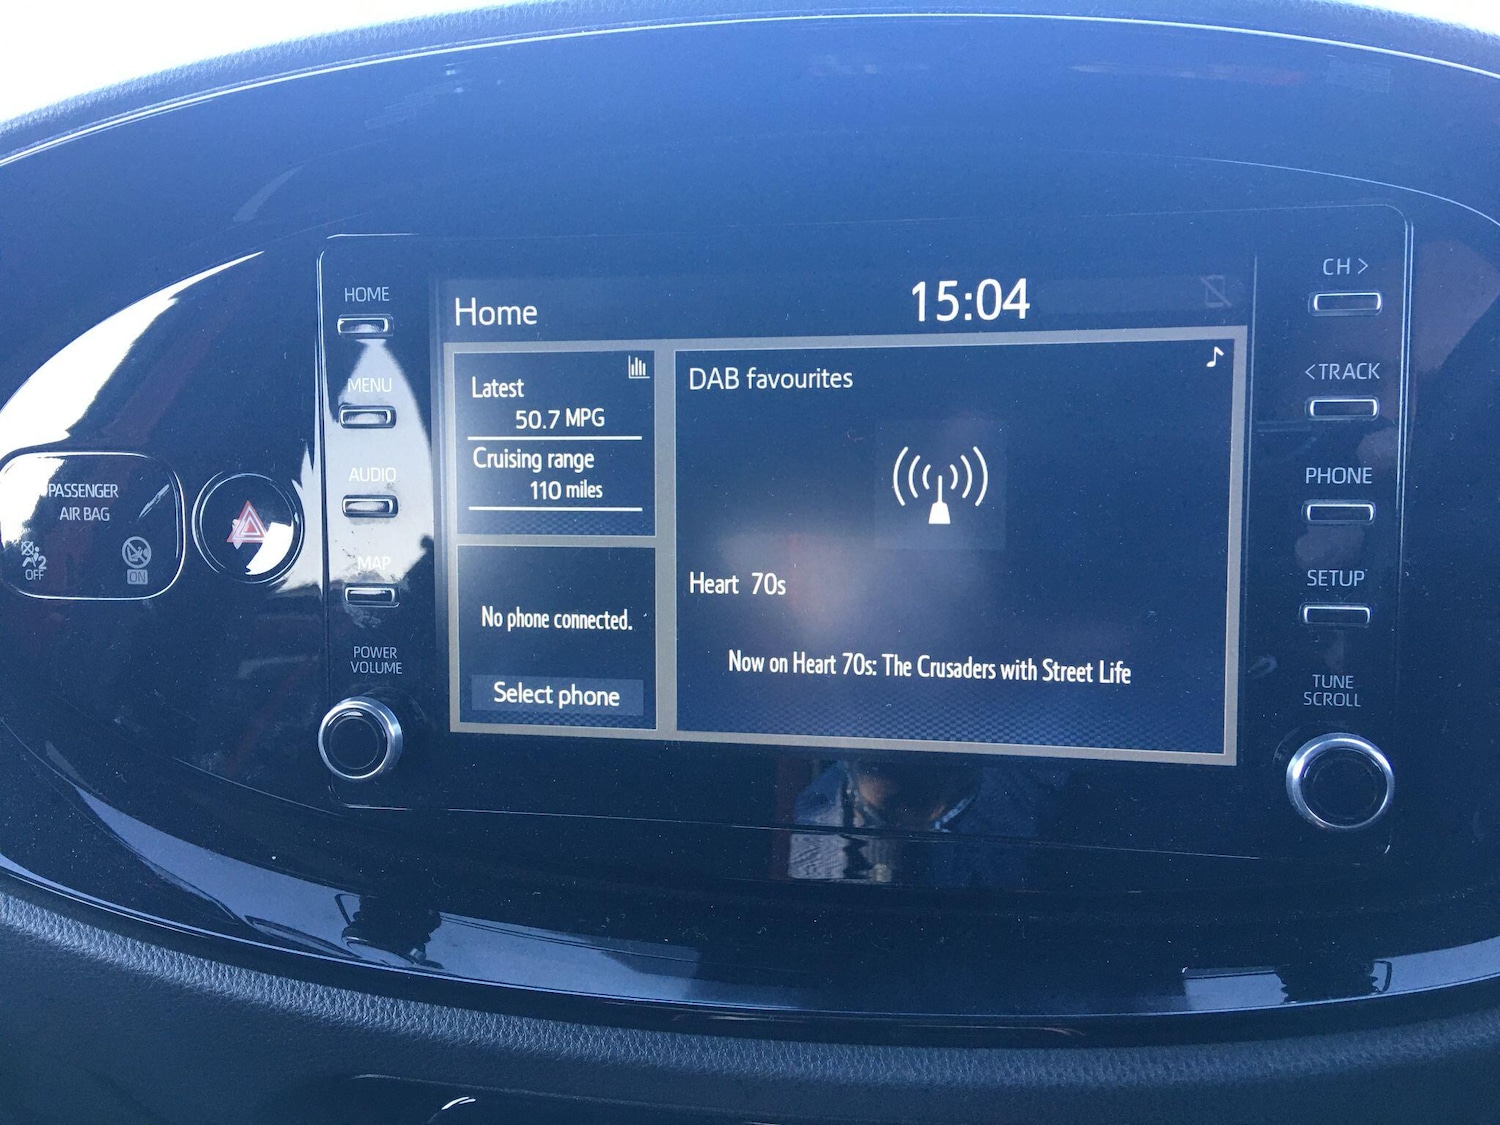 HOME
MENU
AUDIO
MAP
POWER
VOLUME
PASSENGER
AIR BAG
2
OFF
ON
Home
15:04
Latest
50.7 MPG
Cruising range
110 miles
No phone connected.
Select phone
DAB favourites
Heart 70s
Now on Heart 70s: The Crusaders with Street Life
CH >
<TRACK
PHONE
SETUP
TUNE
SCROLL